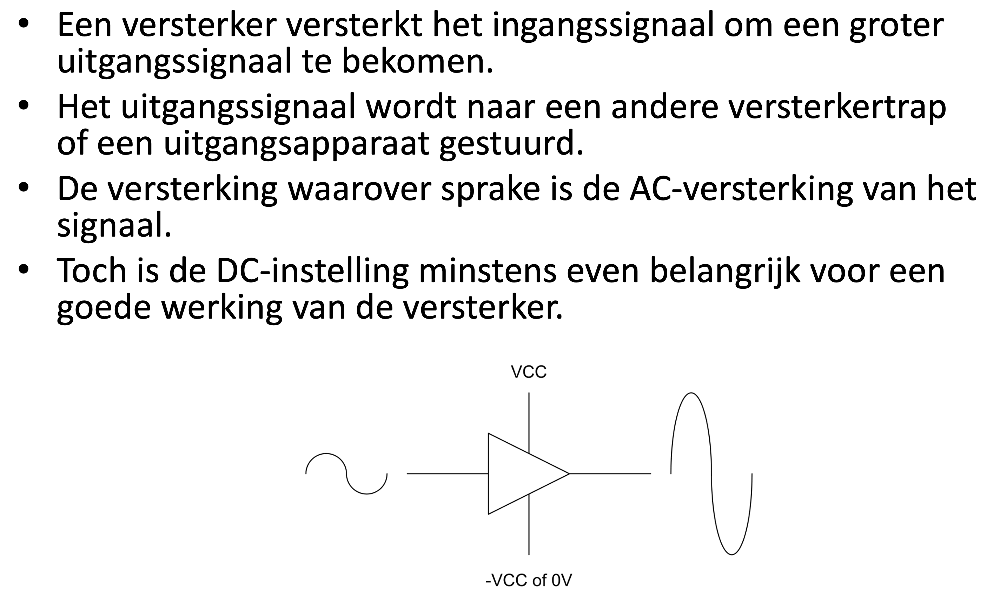 • Een versterker versterkt het ingangssignaal om een groter
uitgangssignaal te bekomen.
• Het uitgangssignaal wordt naar een andere versterkertrap
of een uitgangsapparaat gestuurd.
• De versterking waarover sprake is de AC-versterking van het
signaal.
• Toch is de DC-instelling minstens even belangrijk voor een
goede werking van de versterker.
VCC
-VCC of 0V